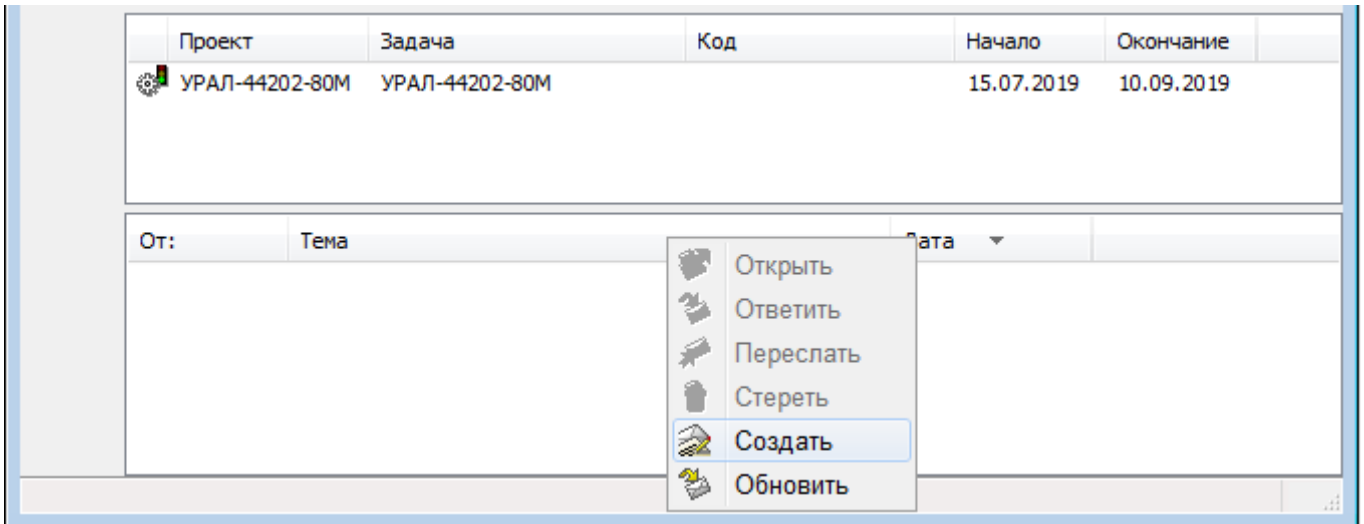 Проект Задача Код Начало Окончание
УРАЛ-44202-80М УРАЛ-44202-80М 15.07.2019 10.09.2019
От: Тема Дата
Открыть
Ответить
Переслать
Стереть
Создать
Обновить